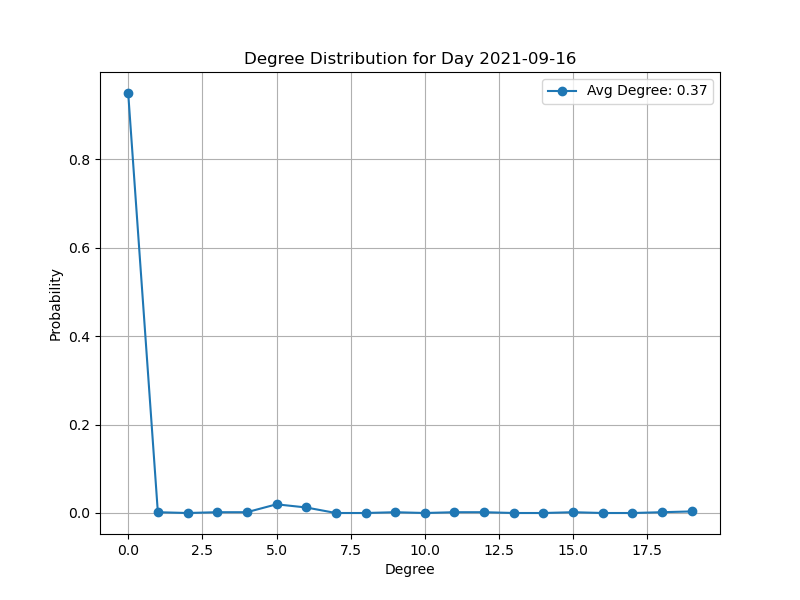 Degree Distribution for Day 2021-09-16
Avg Degree: 0.37
Probability
0.8
0.6
0.4
0.2
0.0
0.0 2.5 5.0 7.5 10.0 12.5 15.0 17.5
Degree